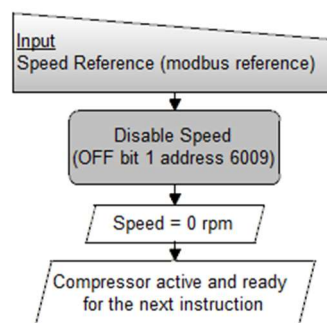 Input
Speed Reference (modbus reference)
Disable Speed
(OFF bit 1 address 6009)
Speed = 0 rpm
Compressor active and ready
for the next instruction